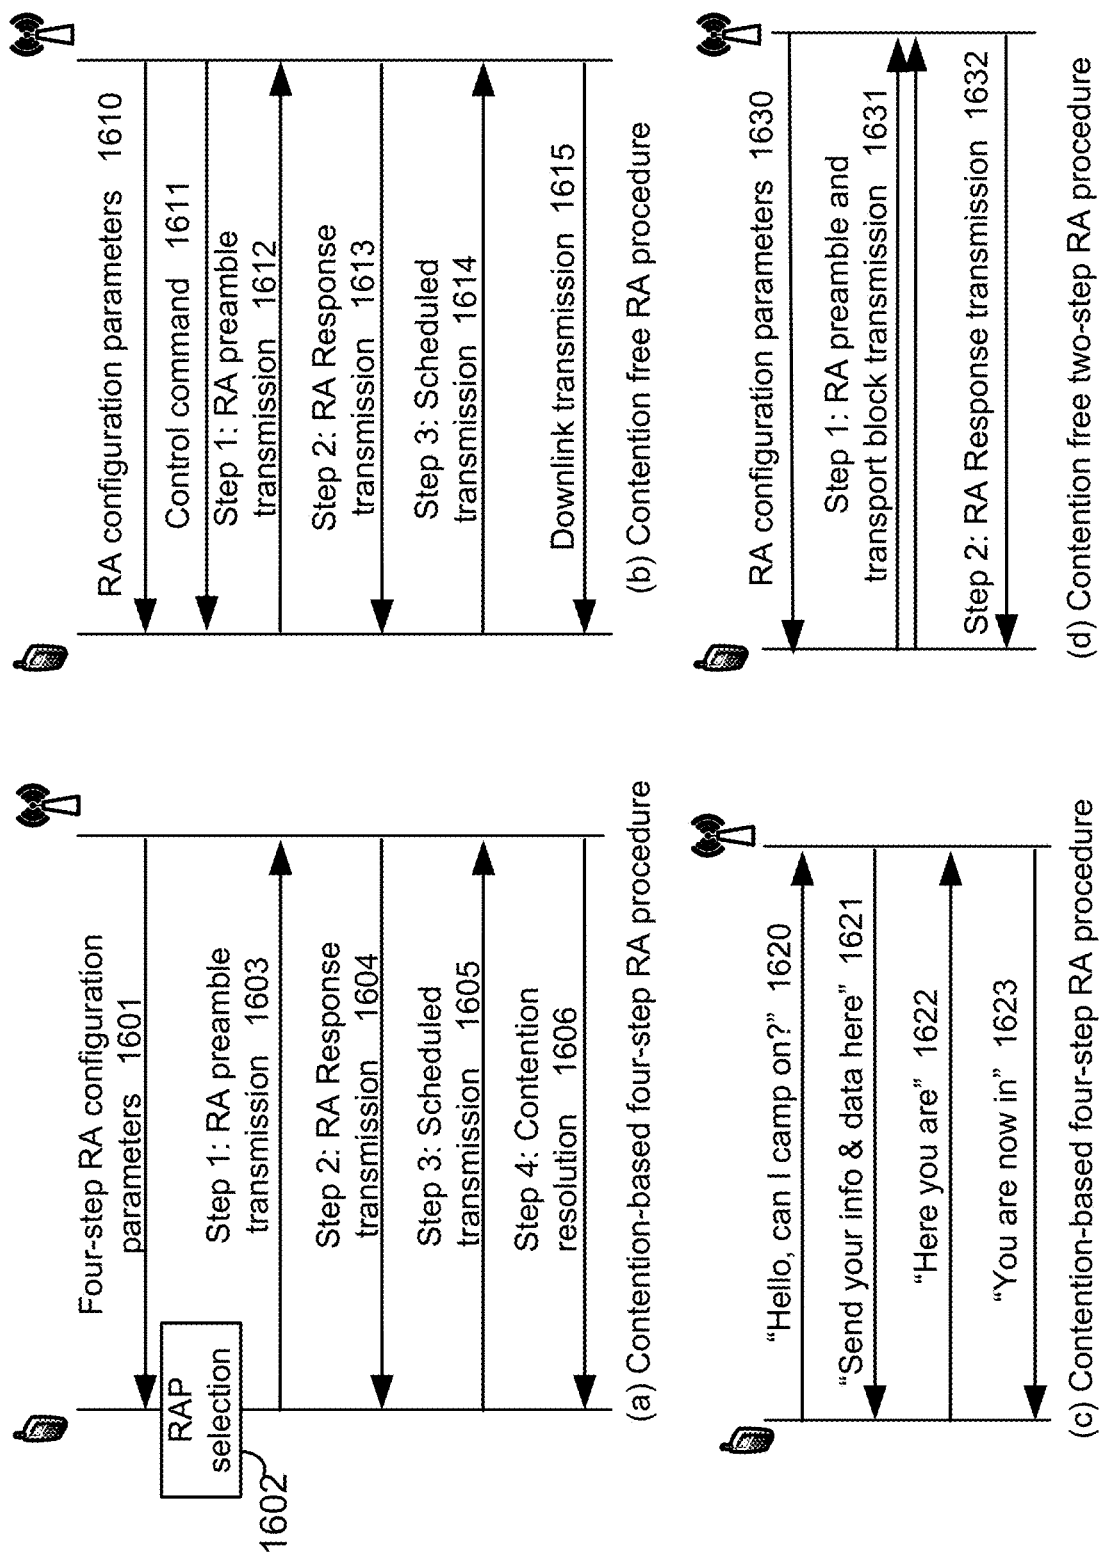 Four-step RA configuration
parameters 1601
RAP
selection
1602
Step 1: RA preamble
transmission 1603
Step 2: RA Response
transmission 1604
Step 3: Scheduled
transmission 1605
Step 4: Contention
resolution 1606
(a) Contention-based four-step RA procedure
RA configuration parameters 1610
Control command 1611
Step 1: RA preamble
transmission 1612
Step 2: RA Response
transmission 1613
Step 3: Scheduled
transmission 1614
Downlink transmission 1615
(b) Contention free RA procedure
“Hello, can I camp on?” 1620
“Send your info & data here” 1621
“Here you are” 1622
“You are now in” 1623
(c) Contention-based four-step RA procedure
RA configuration parameters 1630
Step 1: RA preamble and
transport block transmission 1631
Step 2: RA Response transmission 1632
(d) Contention free two-step RA procedure